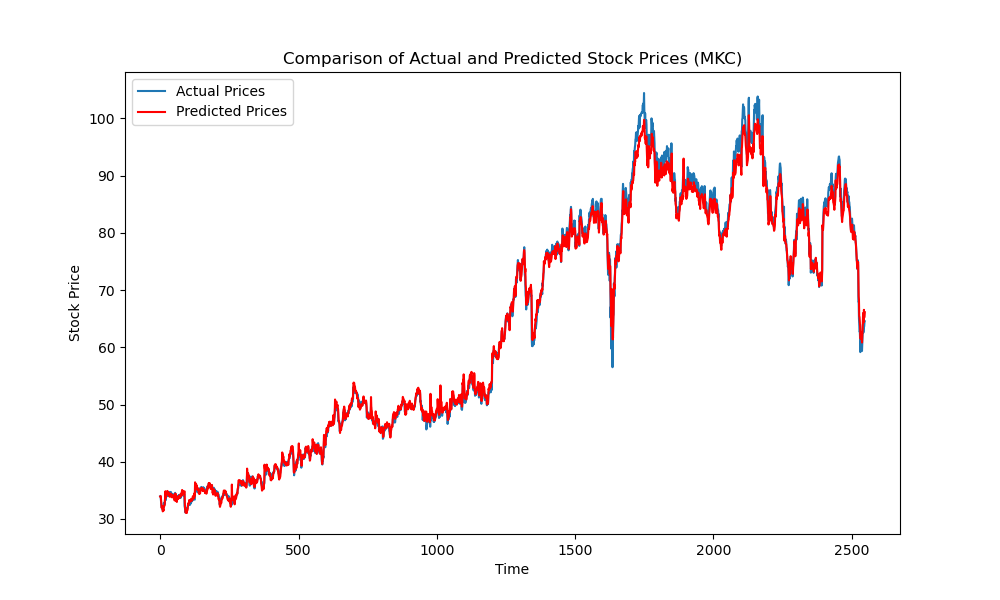 Comparison of Actual and Predicted Stock Prices (MKC)
Actual Prices
Predicted Prices
Stock Price
100
90
80
70
60
50
40
30
0 500 1000 1500 2000 2500
Time